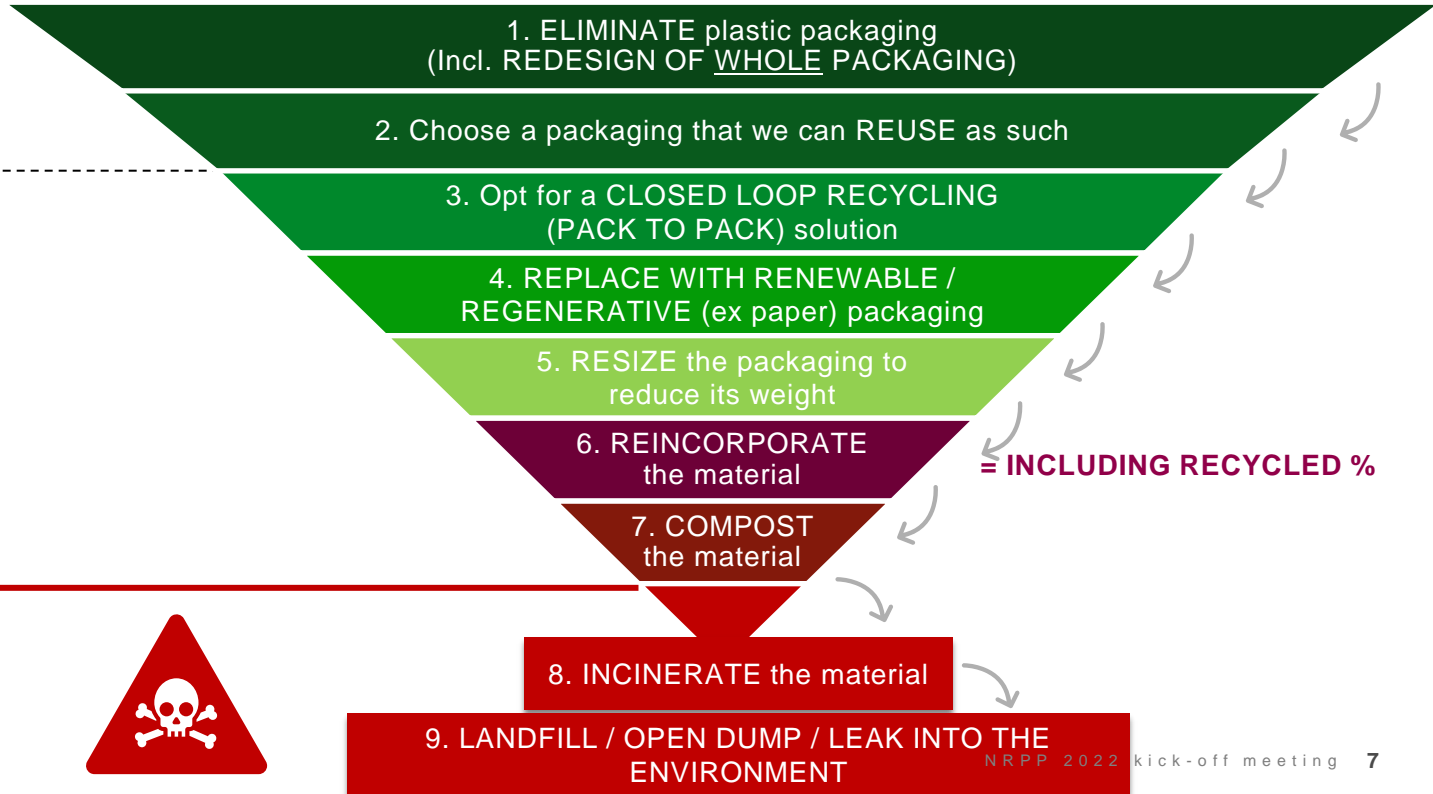 1. ELIMINATE plastic packaging
(Incl. REDESIGN OF WHOLE PACKAGING)
2. Choose a packaging that we can REUSE as such
3. Opt for a CLOSED LOOP RECYCLING
(PACK TO PACK) solution
4. REPLACE WITH RENEWABLE /
REGENERATIVE (ex paper) packaging
5. RESIZE the packaging to
reduce its weight
6. REINCORPORATE
the material
= INCLUDING RECYCLED %
7. COMPOST
the material
8. INCINERATE the material
9. LANDFILL / OPEN DUMP / LEAK INTO THE
ENVIRONMENT
NRPP 2022 kick-off meeting 7